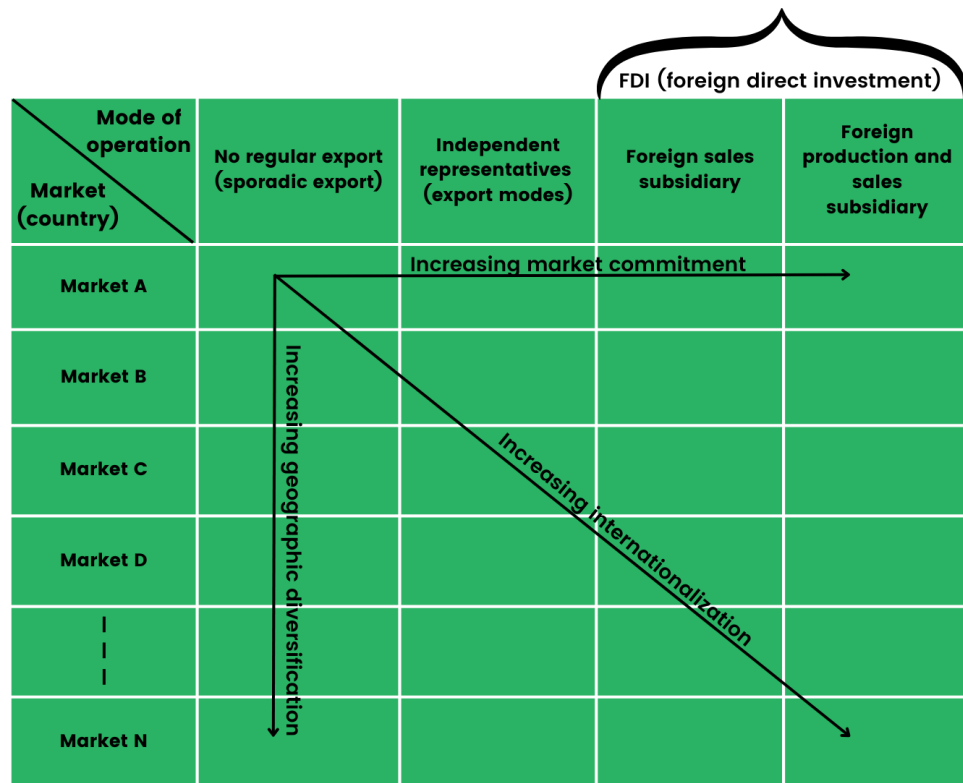 FDI (foreign direct investment)
Mode of
operation
Market
(country)
No regular export
(sporadic export)
Independent
representatives
(export modes)
Foreign sales
subsidiary
Foreign
production and
sales
subsidiary
Market A
Increasing market commitment
Market B
Market C
Market D
Market N
Increasing geographic diversification
Increasing internationalization